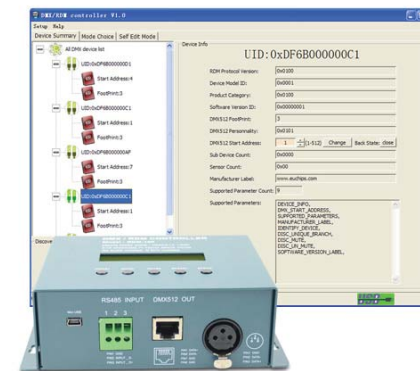 DMX/RDM controller V1.0
Setup Help
Device Summary Mode Choice Self Edit Mode
All DMX device list
UID:0xDF6B000000D1
Start Address:4
FootPrint:3
UID:0xDF6B000000C1
Start Address:1
FootPrint:3
UID:0xDF6B000000AF
Start Address:7
FootPrint:3
UID:0xDF6B000000C1
Start Address:1
FootPrint:3
Discove
Device Info
UID:0xDF6B000000C1
RDM Protocol Version: 0x0100
Device Model ID: 0x0001
Product Category: 0x0100
Software Version ID: 0x00000001
DMX512 FootPrint: 3
DMX512 Personnality: 0x0101
DMX512 Start Address: 1 (1-512) Change Back State: close
Sub Device Count: 0x0000
Sensor Count: 0x00
Manufacturer Label: www.euchips.com
Supported Parameter Count: 9
Supported Parameters: DEVICE_INFO,
DMX_START_ADDRESS,
SUPPORTED_PARAMETERS,
MANUFACTURER_LABEL,
IDENTIFY_DEVICE,
DISC_UNIQUE_BRANCH,
DISC_MUTE,
DISC_UN_MUTE,
SOFTWARE_VERSION_LABEL,
RS485 INPUT DMX512 OUT
1 2 3